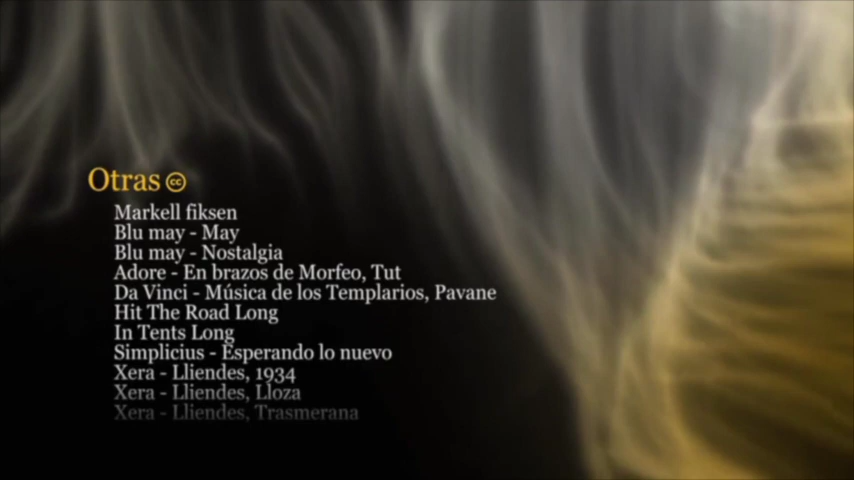 Otras cc
Markell fiksen
Blu may - May
Blu may - Nostalgia
Adore - En brazos de Morfeo, Tut
Da Vinci - Música de los Templarios, Pavane
Hit The Road Long
In Tents Long
Simplicius - Esperando lo nuevo
Xera - Lliendes, 1934
Xera - Lliendes, Lloza
Xera - Lliendes, Trasmerana